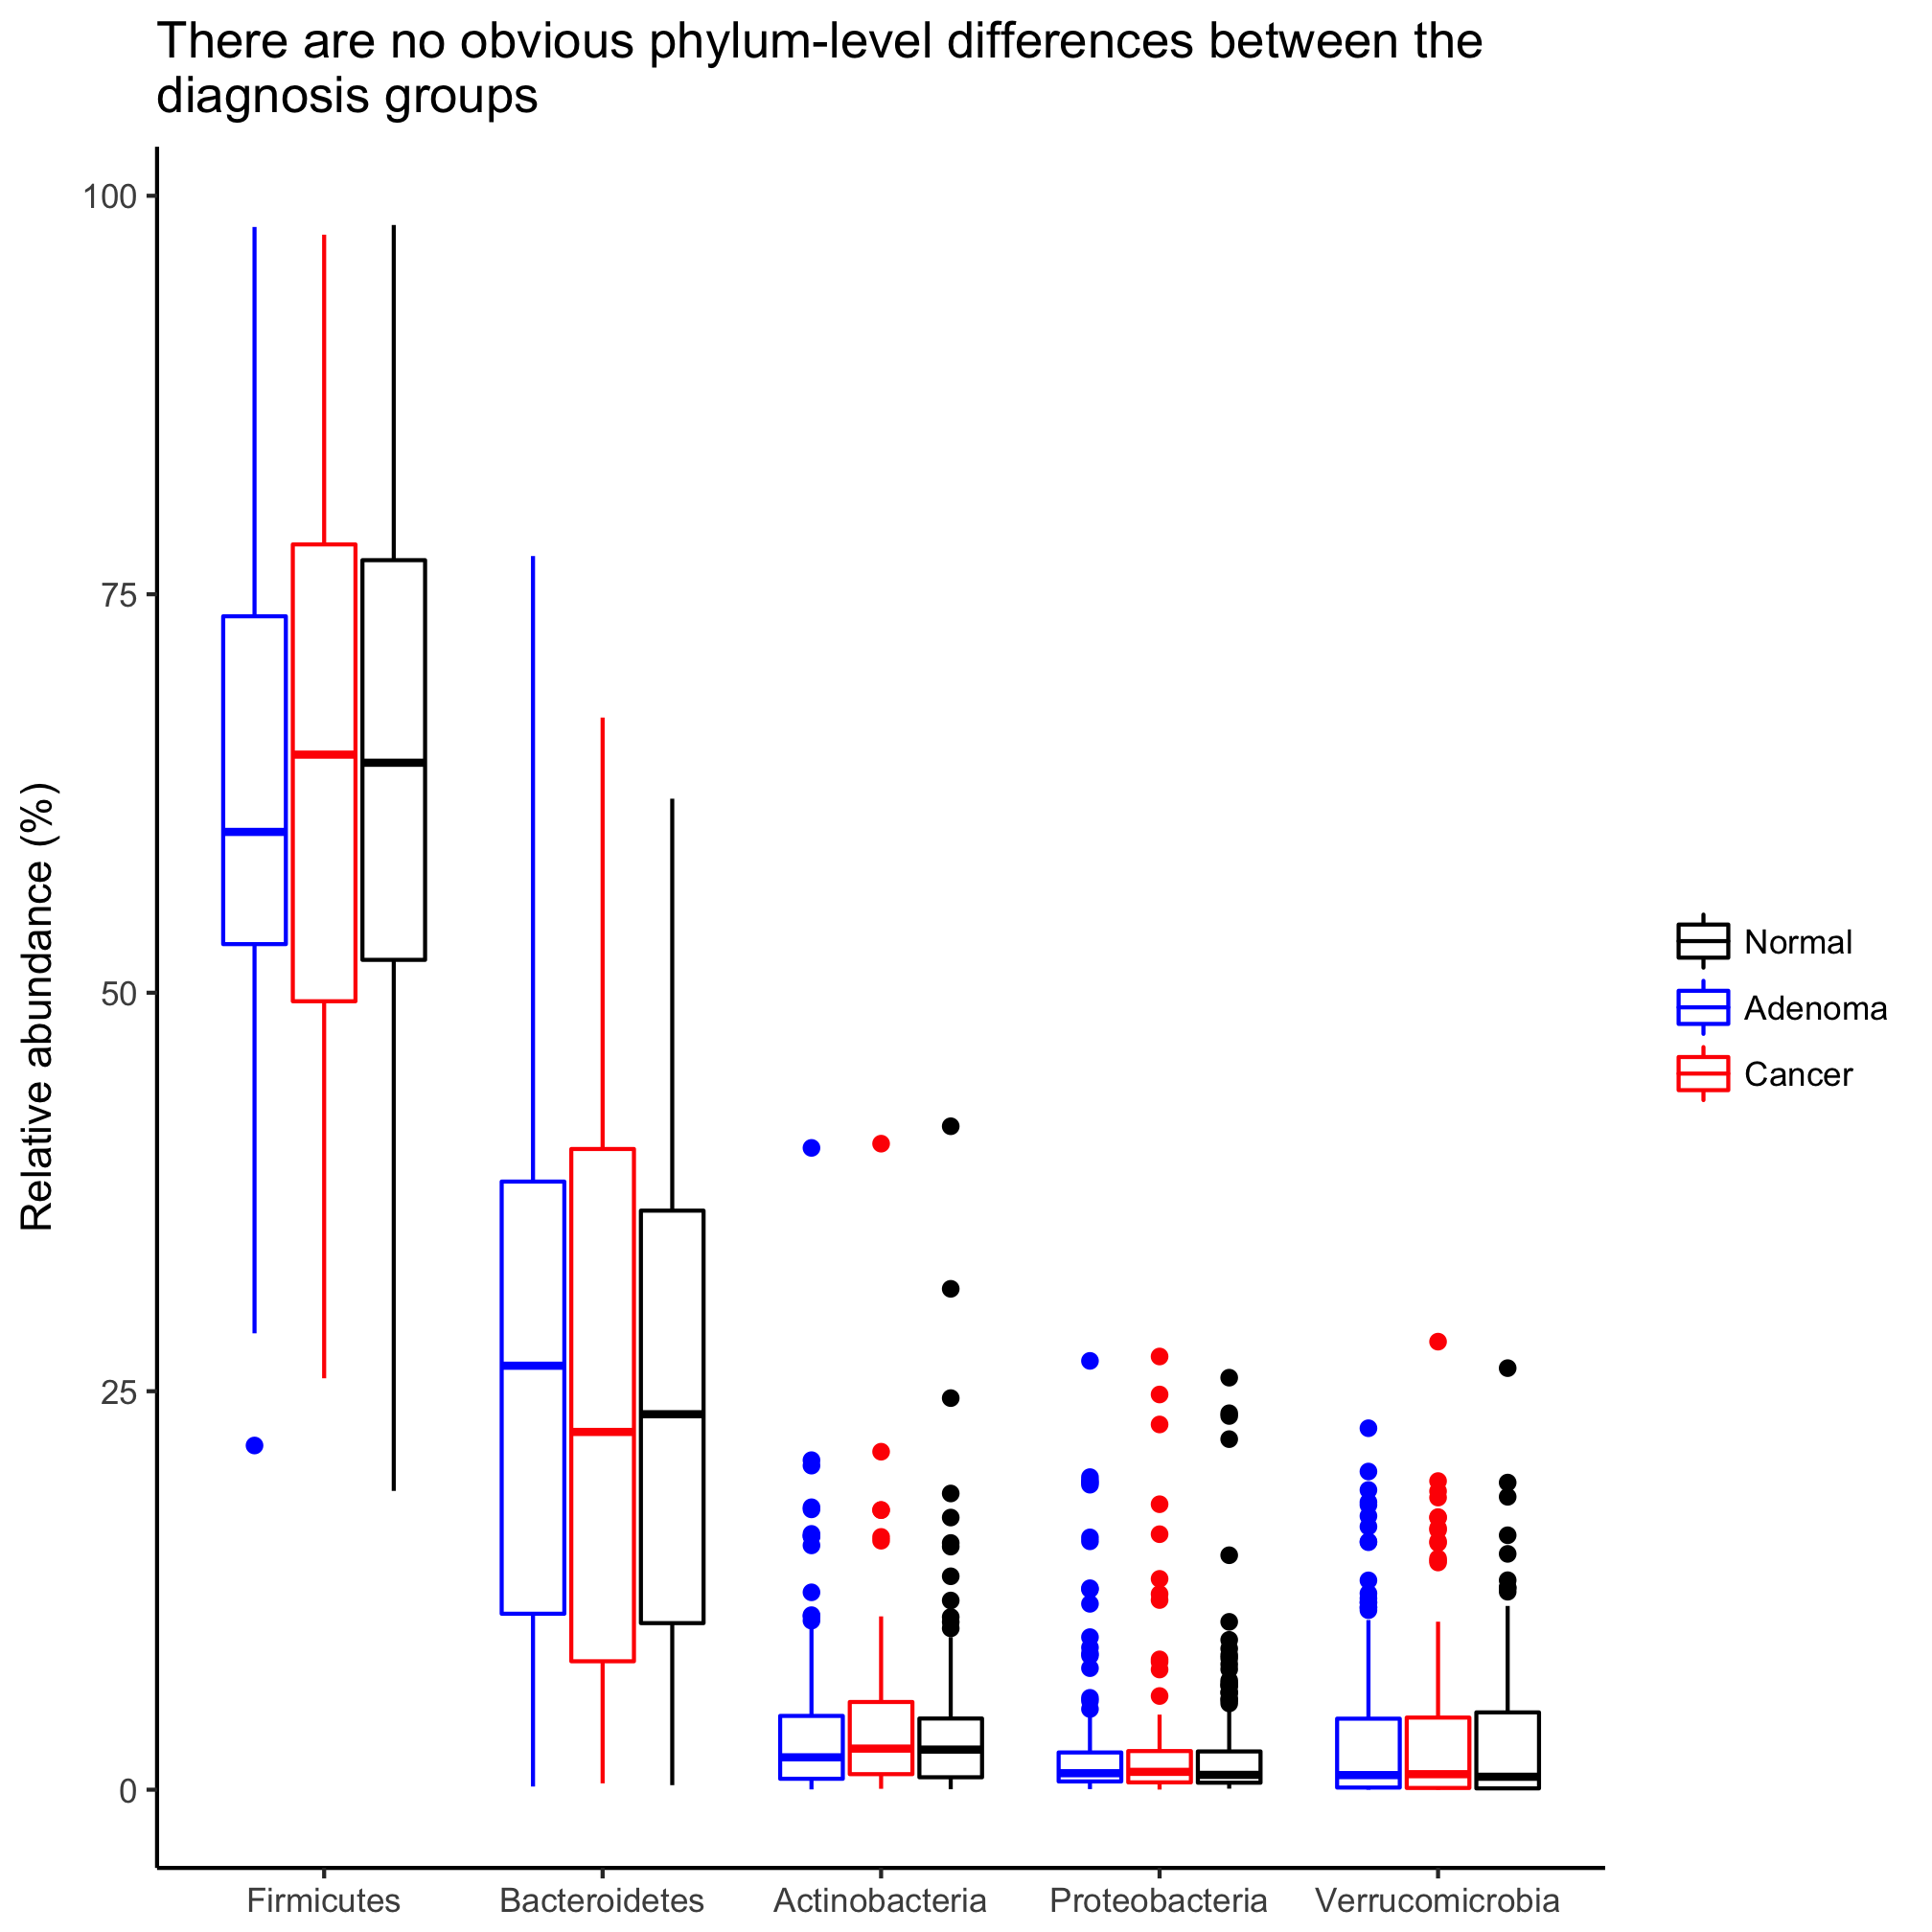 There are no obvious phylum-level differences between the
diagnosis groups
Relative abundance (%)
100
75
50
25
0
Firmicutes
Bacteroidetes
Actinobacteria
Proteobacteria
Verrucomicrobia
Normal
Adenoma
Cancer